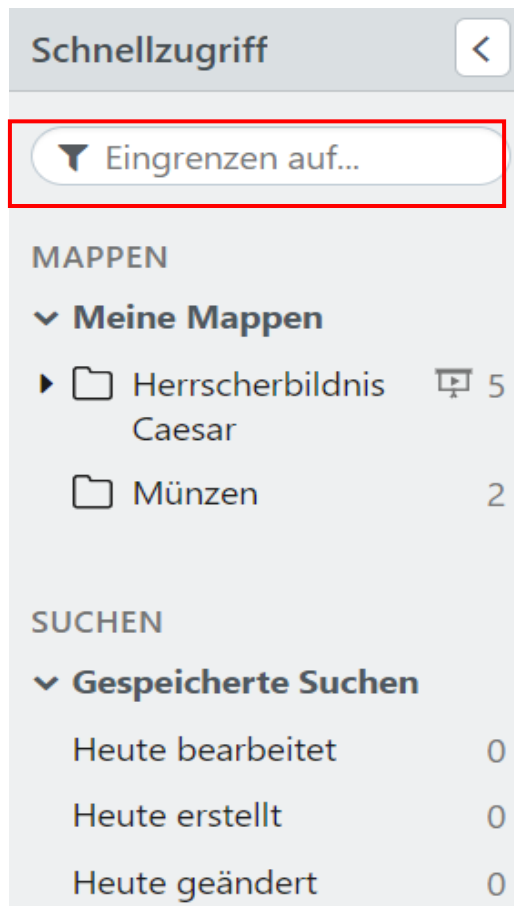 Schnellzugriff
Eingrenzen auf...
MAPPEN
Meine Mappen
Herrscherbildnis 5
Caesar
Münzen 2
SUCHEN
Gespeicherte Suchen
Heute bearbeitet 0
Heute erstellt 0
Heute geändert 0